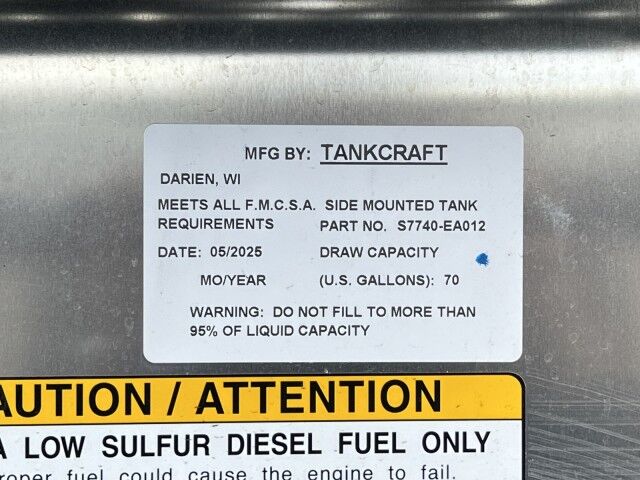 MFG BY: TANKCRAFT
DARIEN, WI
MEETS ALL F.M.C.S.A. SIDE MOUNTED TANK
REQUIREMENTS PART NO. S7740-EA012
DATE: 05/2025 DRAW CAPACITY
MO/YEAR (U.S. GALLONS): 70
WARNING: DO NOT FILL TO MORE THAN
95% OF LIQUID CAPACITY
AUTION / ATTENTION
A LOW SULFUR DIESEL FUEL ONLY
roper fuel could cause the engine to fail.